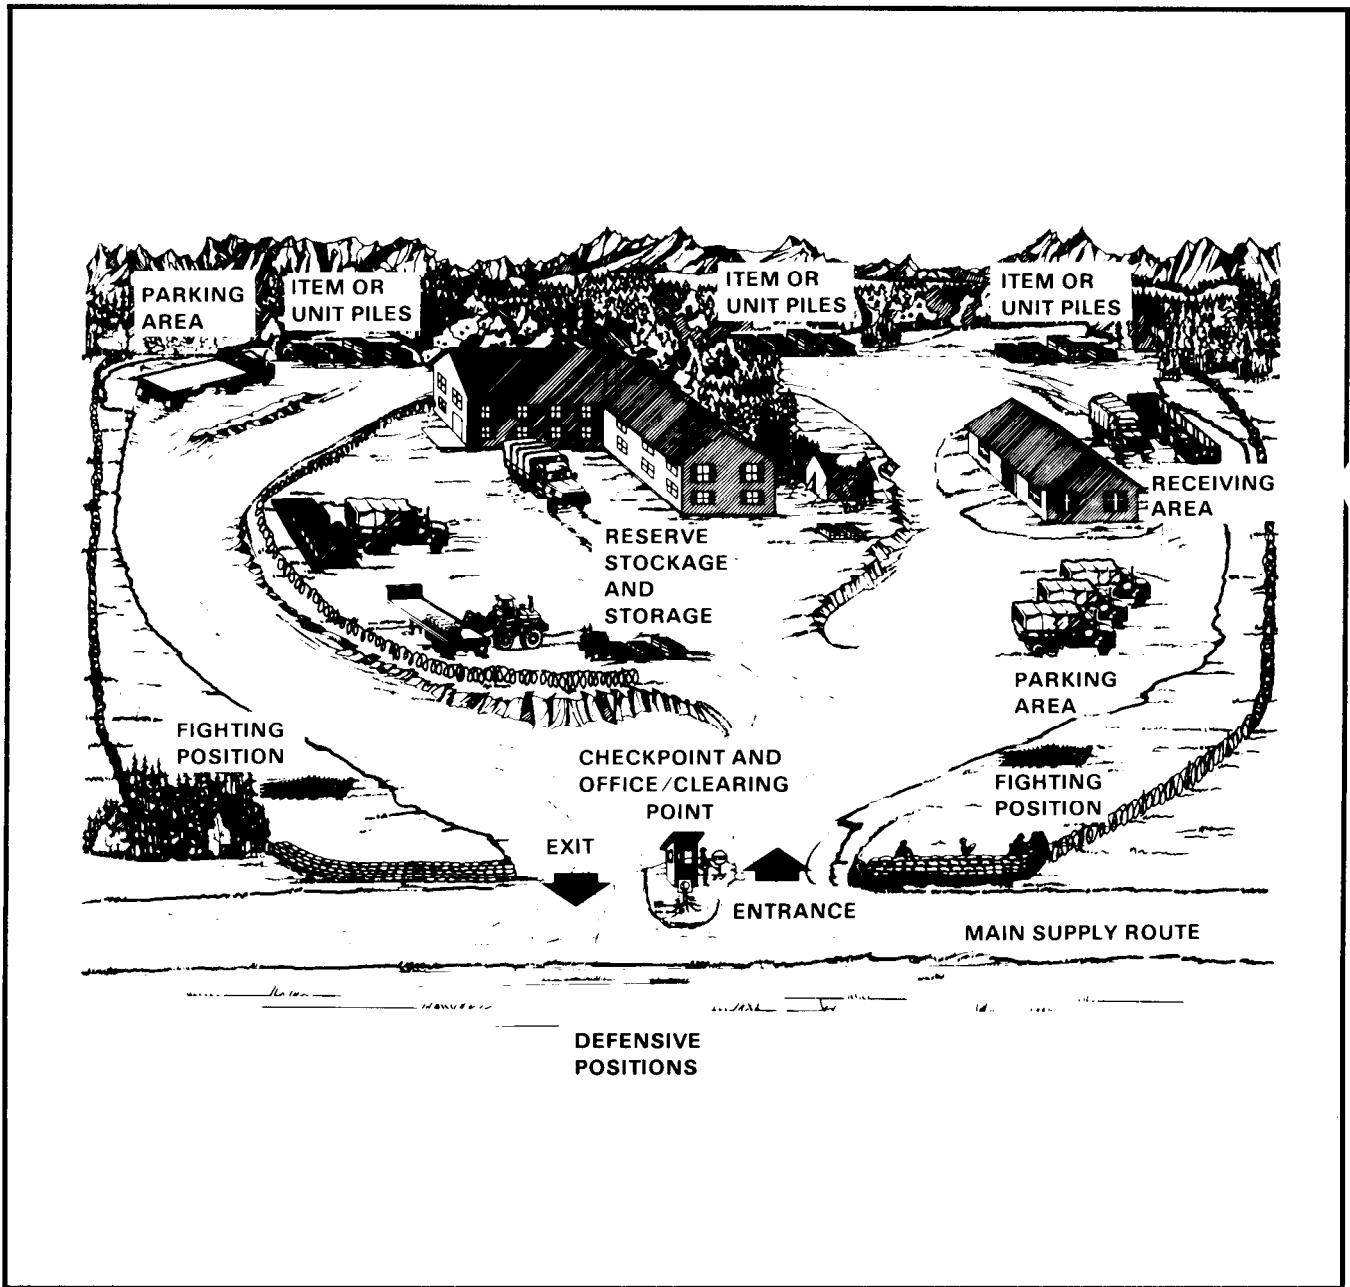 PARKING
AREA
ITEM OR
UNIT PILES
ITEM OR
UNIT PILES
ITEM OR
UNIT PILES
RECEIVING
AREA
RESERVE
STOCKAGE
AND
STORAGE
PARKING
AREA
FIGHTING
POSITION
CHECKPOINT AND
OFFICE/CLEARING
POINT
FIGHTING
POSITION
EXIT
ENTRANCE
MAIN SUPPLY ROUTE
DEFENSIVE
POSITIONS